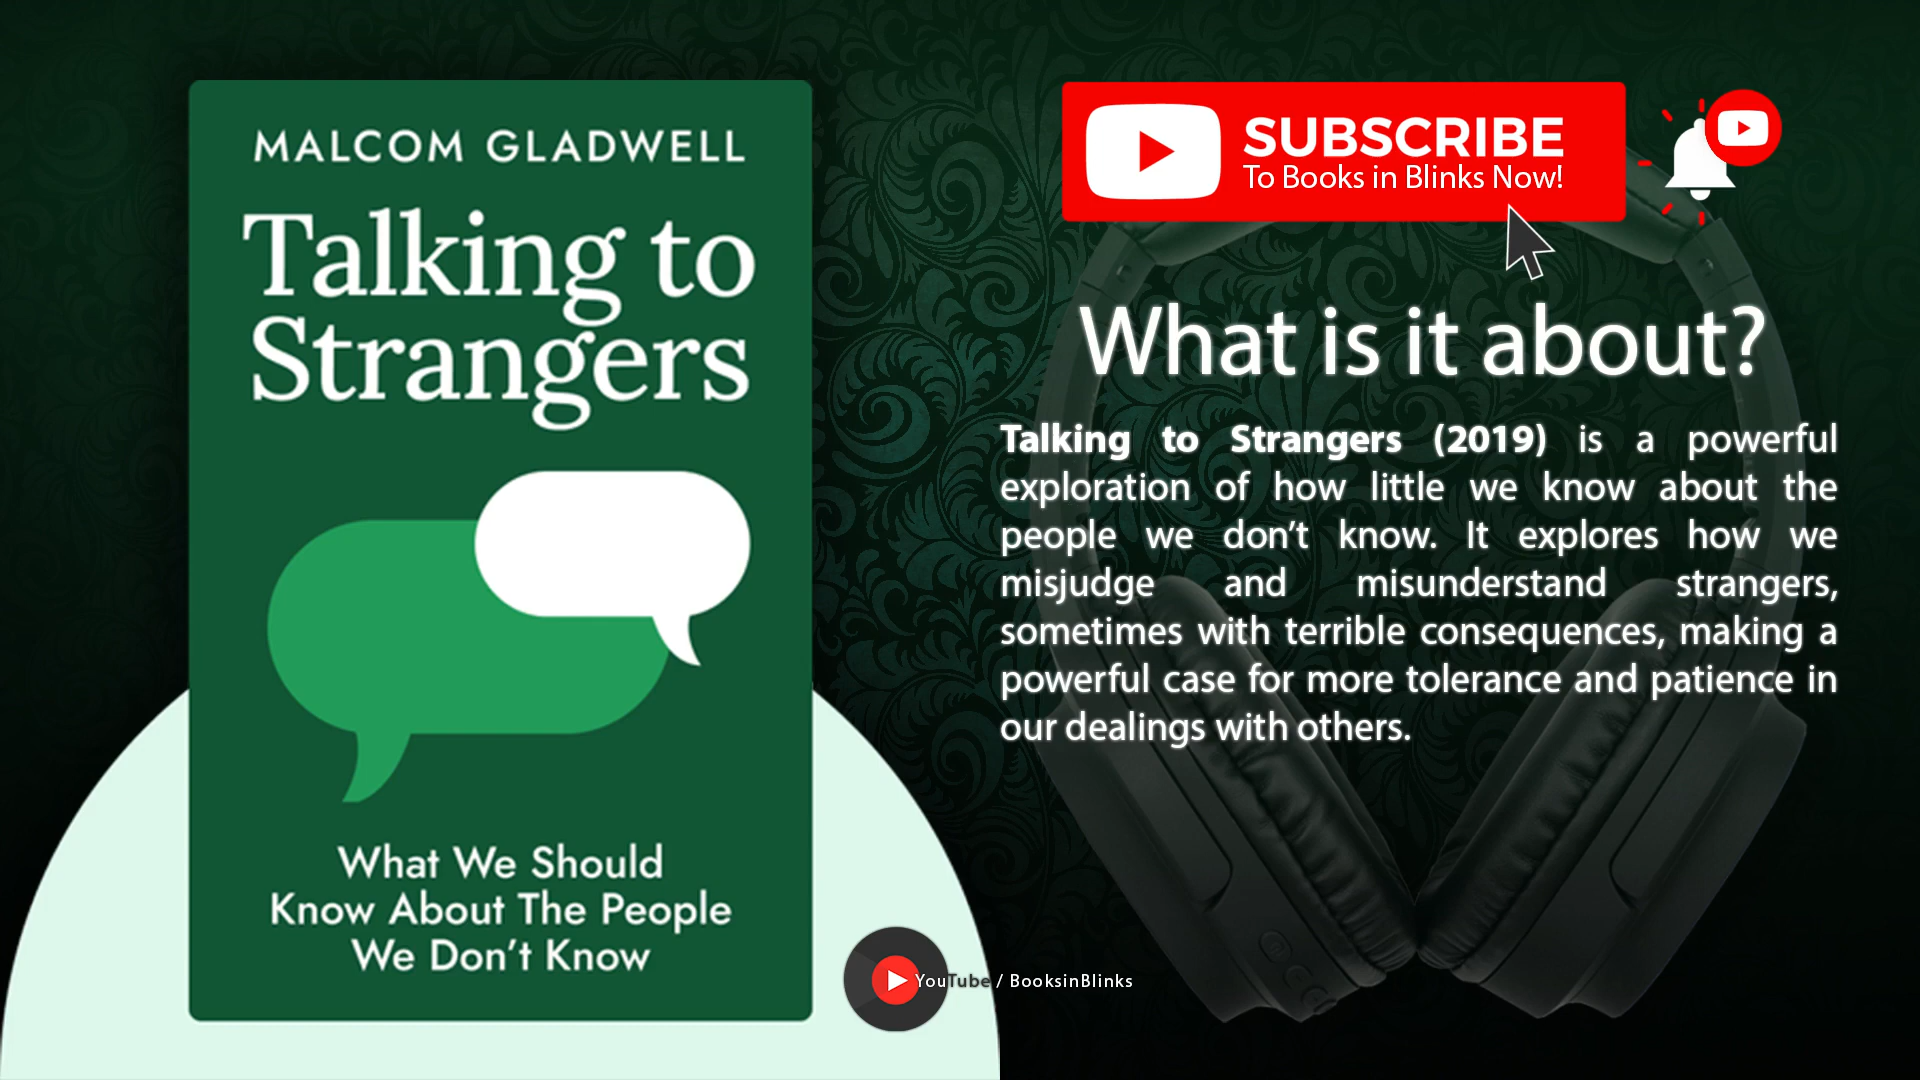 MALCOM GLADWELL
Talking to
Strangers
What We Should
Know About The People
We Don't Know
SUBSCRIBE
To Books in Blinks Now!
What is it about?
Talking to Strangers (2019) is a powerful
exploration of how little we know about the
people we don't know. It explores how we
misjudge and misunderstand strangers,
sometimes with terrible consequences, making a
powerful case for more tolerance and patience in
our dealings with others.
YouTube / BooksinBlinks